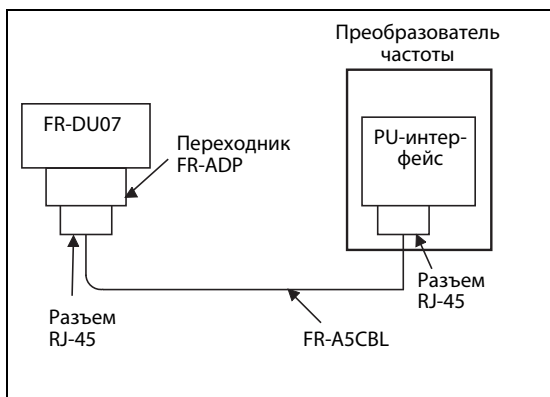 Преобразователь
частоты
FR-DU07
Переходник
FR-ADP
PU-интер-
фейс
Разъем
RJ-45
FR-A5CBL
Разъем
RJ-45